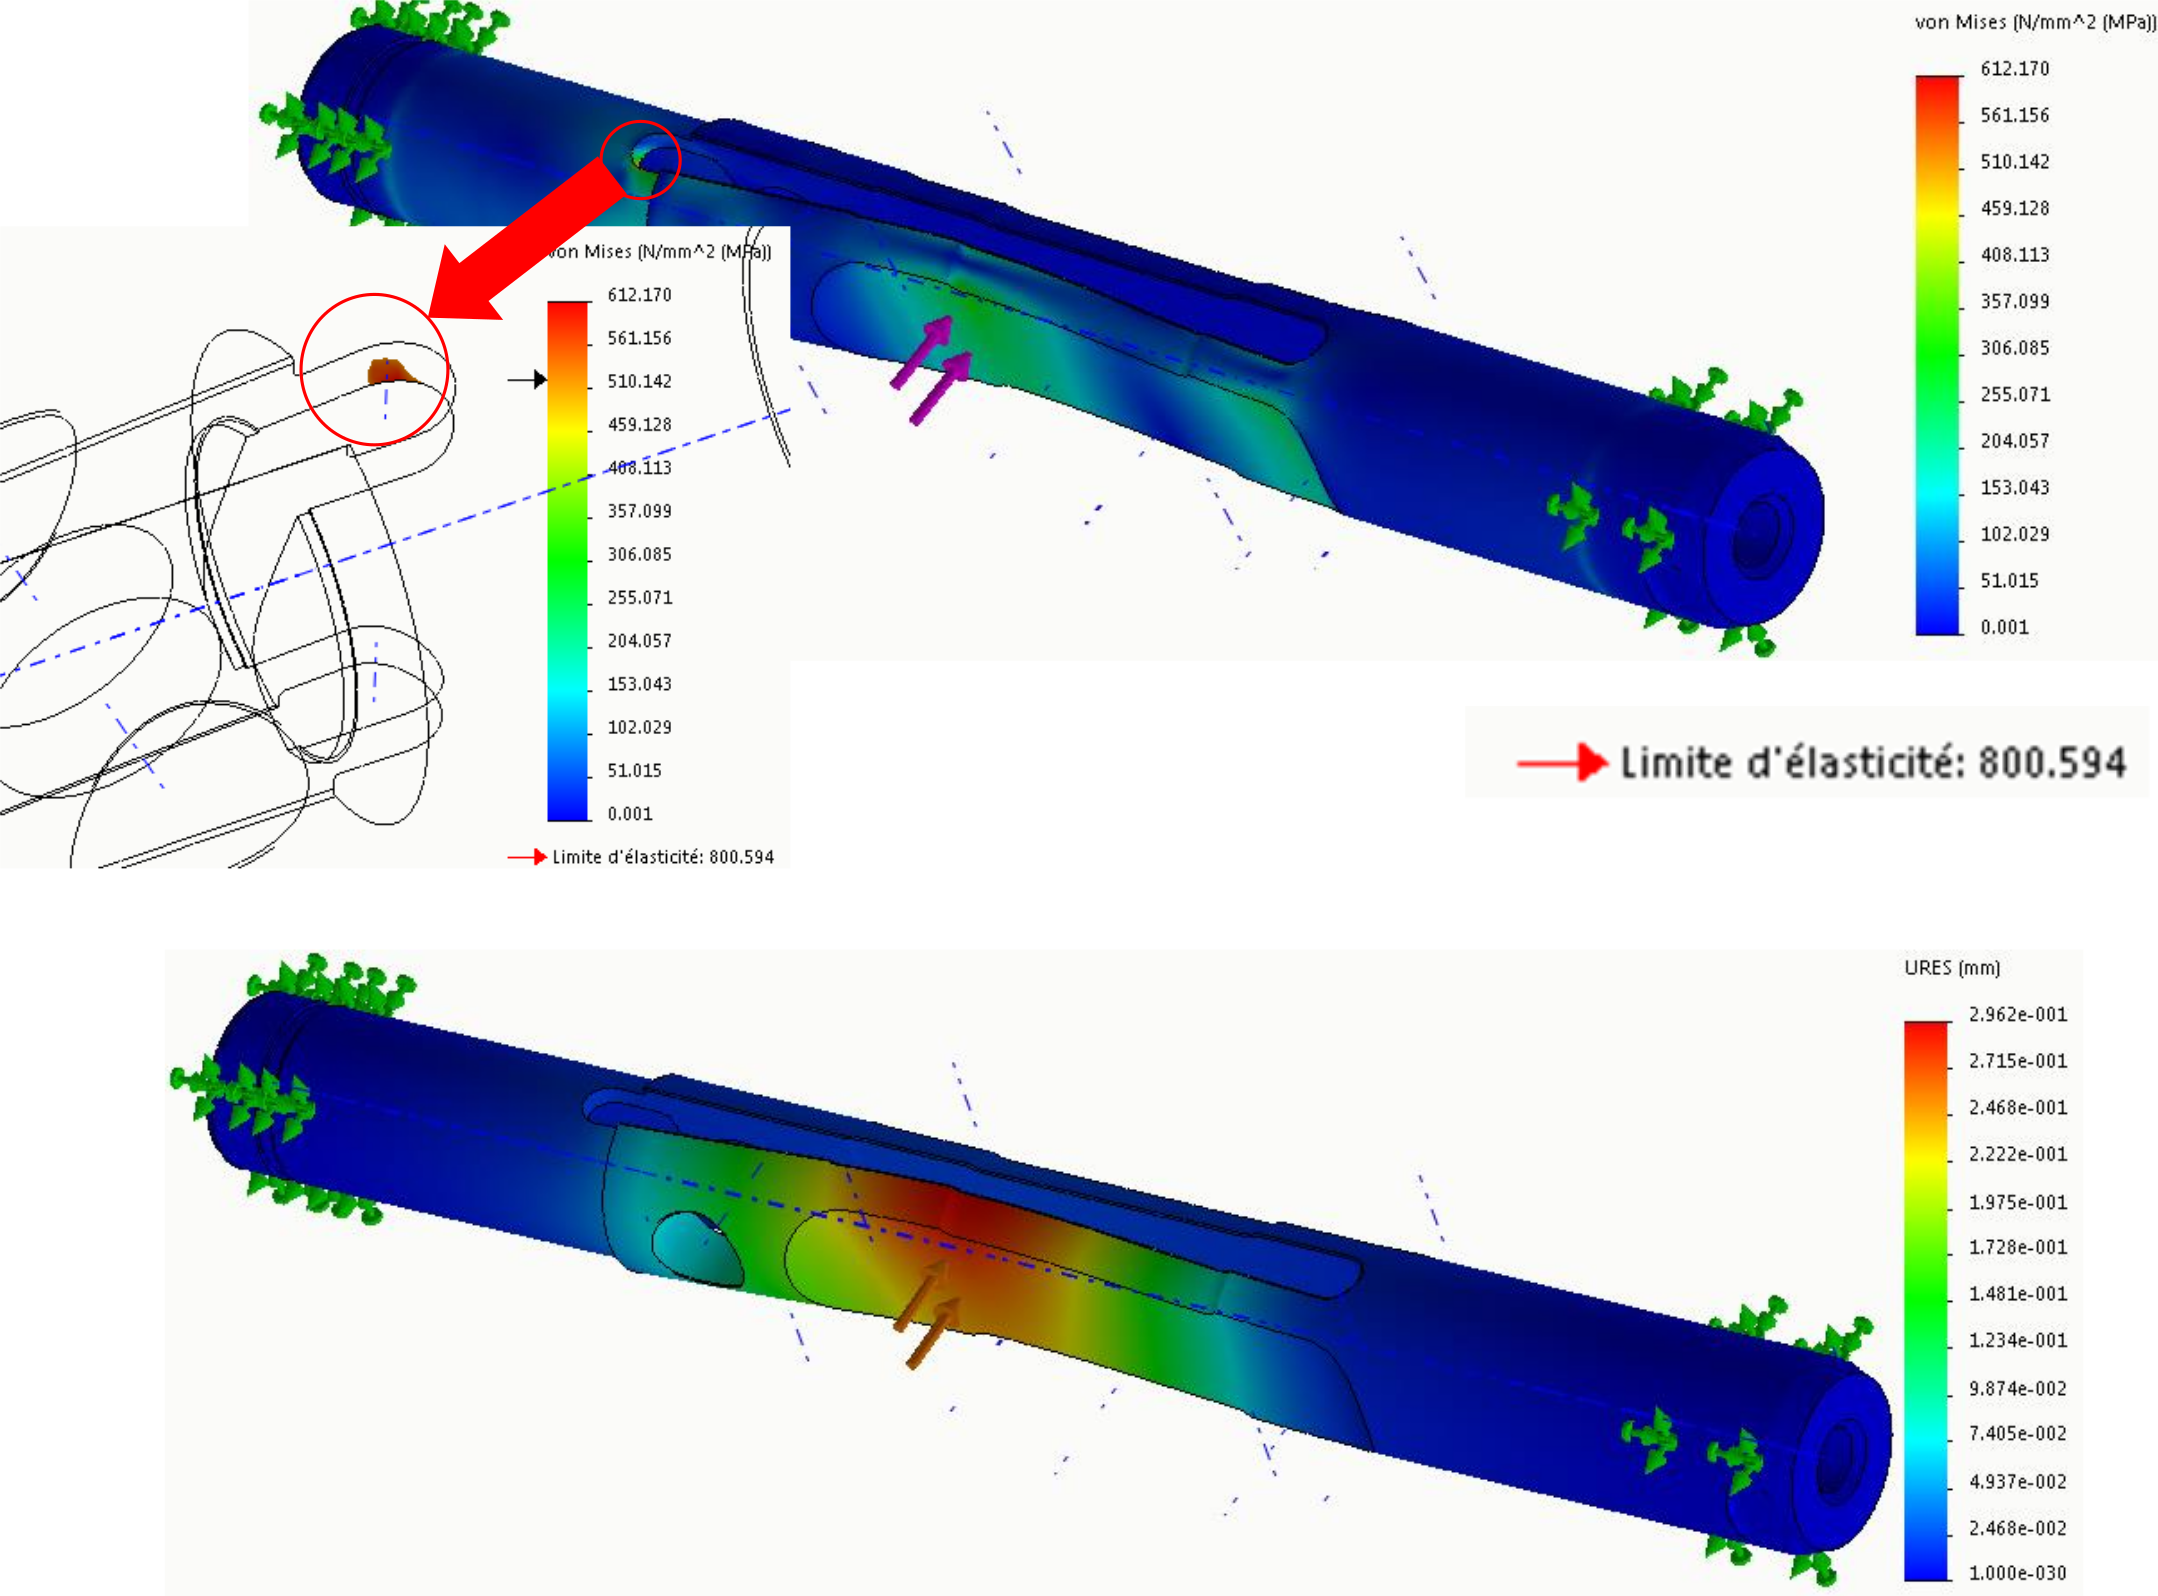 von Mises (N/mm^2 (MPa))
612.170
561.156
510.142
459.128
408.113
357.099
306.085
255.071
204.057
153.043
102.029
51.015
0.001
von Mises (N/mm^2 (MPa))
612.170
561.156
510.142
459.128
408.113
357.099
306.085
255.071
204.057
153.043
102.029
51.015
0.001
Limite d'élasticité: 800.594
Limite d'élasticité: 800.594
URES (mm)
2.962e-001
2.715e-001
2.468e-001
2.222e-001
1.975e-001
1.728e-001
1.481e-001
1.234e-001
9.874e-002
7.405e-002
4.937e-002
2.468e-002
1.000e-030